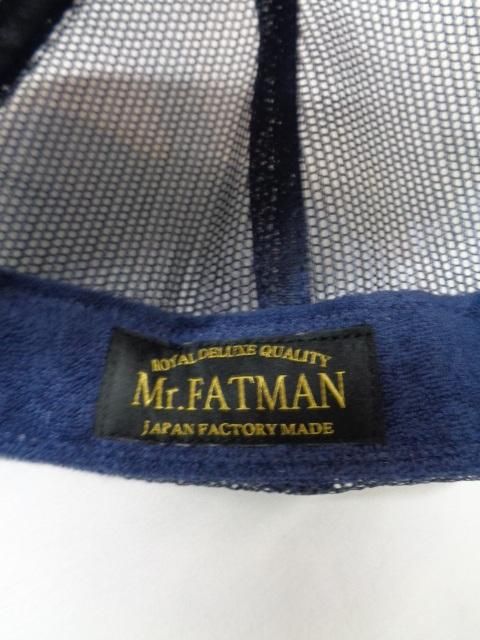 ROYAL DELUXE QUALITY
Mr.FATMAN
JAPAN FACTORY MADE